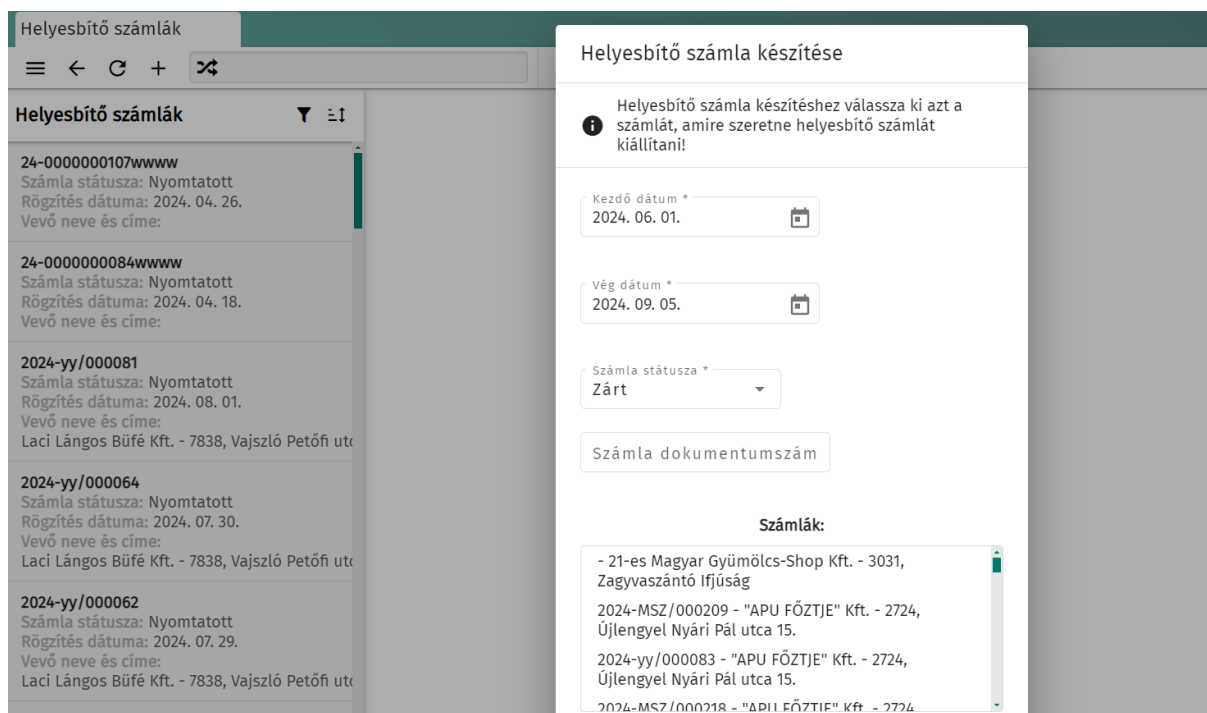 Helyesbítő számlák
Helyesbítő számlák
24-0000000107wwww
Számla státusza: Nyomtatott
Rögzítés dátuma: 2024. 04. 26.
Vevő neve és címe:
24-0000000084wwww
Számla státusza: Nyomtatott
Rögzítés dátuma: 2024. 04. 18.
Vevő neve és címe:
2024-yy/000081
Számla státusza: Nyomtatott
Rögzítés dátuma: 2024. 08. 01.
Vevő neve és címe:
Laci Lángos Büfé Kft. - 7838, Vajszló Petőfi utc
2024-yy/000064
Számla státusza: Nyomtatott
Rögzítés dátuma: 2024. 07. 30.
Vevő neve és címe:
Laci Lángos Büfé Kft. - 7838, Vajszló Petőfi utc
2024-yy/000062
Számla státusza: Nyomtatott
Rögzítés dátuma: 2024. 07. 29.
Vevő neve és címe:
Laci Lángos Büfé Kft. - 7838, Vajszló Petőfi utc
Helyesbítő számla készítése
Helyesbítő számla készítéshez válassza ki azt a
számlát, amire szeretne helyesbítő számlát
kiállítani!
Kezdő dátum *
2024. 06. 01.
Vég dátum *
2024. 09. 05.
Számla státusza *
Zárt
Számla dokumentumszám
Számlák:
- 21-es Magyar Gyümölcs-Shop Kft. - 3031,
Zagyvaszántó Ifjúság
2024-MSZ/000209 - "APU FŐZTJE" Kft. - 2724,
Újlengyel Nyári Pál utca 15.
2024-yy/000083 - "APU FŐZTJE" Kft. - 2724,
Újlengyel Nyári Pál utca 15.
2024-MSZ/000218 - "APU FŐZTJE" Kft. - 2724,